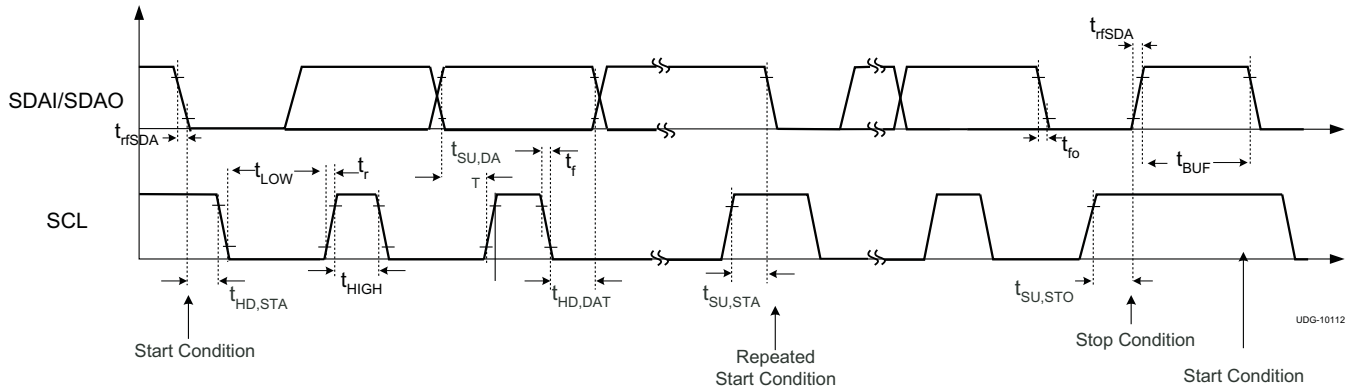 t_rfSDA
SDAI/SDAO
t_rfSDA
t_LOW
t_r
t_SU,DA
T
t_f
t_fo
t_BUF
SCL
t_HD,STA
t_HIGH
t_HD,DAT
t_SU,STA
t_SU,STO
UDG-10112
Start Condition
Repeated
Start Condition
Stop Condition
Start Condition